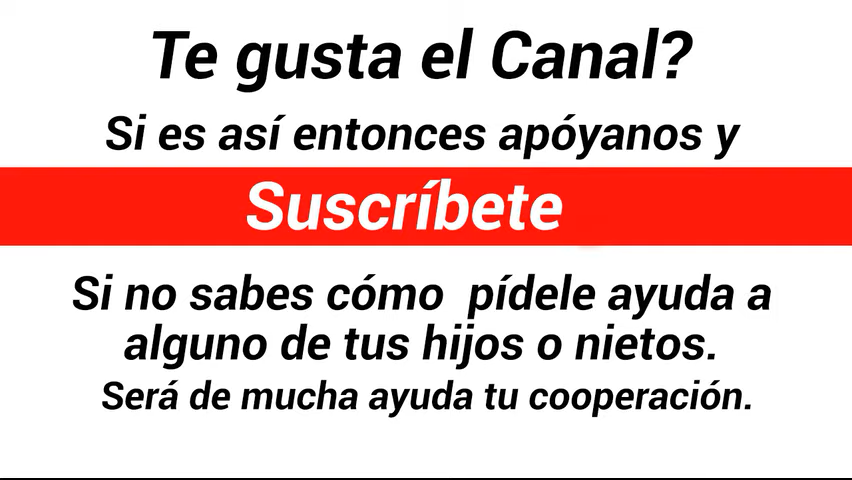 Te gusta el Canal?
Si es así entonces apóyanos y
Suscríbete
Si no sabes cómo pídele ayuda a
alguno de tus hijos o nietos.
Será de mucha ayuda tu cooperación.